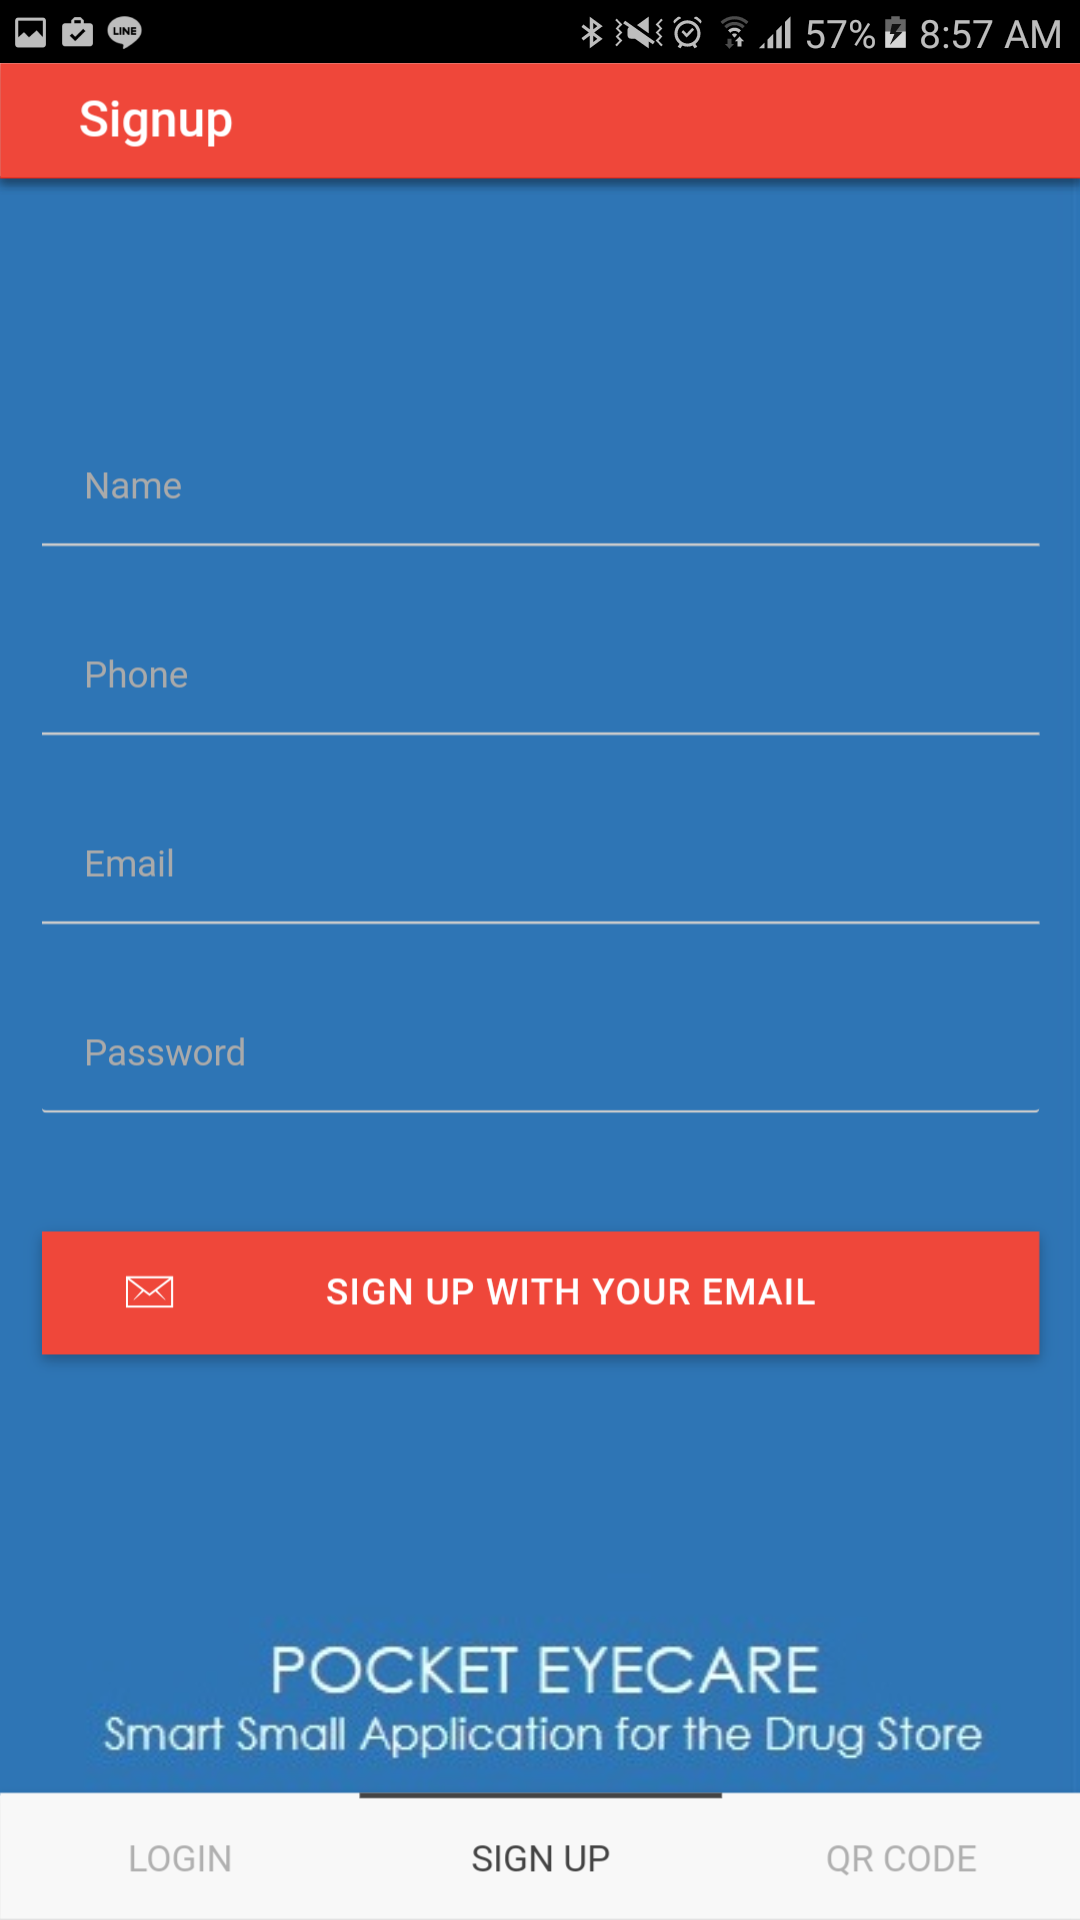 LINE 57% 8:57 AM
Signup
Name
Phone
Email
Password
SIGN UP WITH YOUR EMAIL
POCKET EYECARE
Smart Small Application for the Drug Store
LOGIN SIGN UP QR CODE